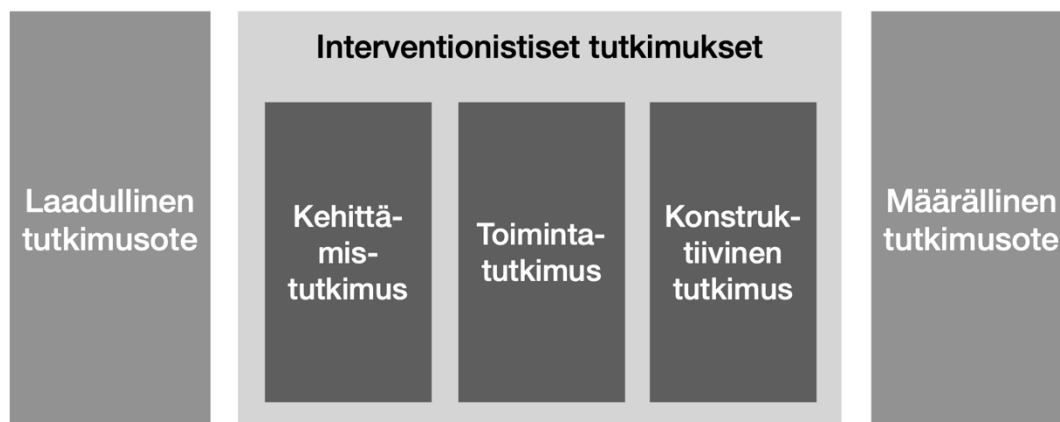 Interventionistiset tutkimukset
Laadullinen
tutkimusote
Kehittä-
mis-
tutkimus
Toiminta-
tutkimus
Konstruk-
tiivinen
tutkimus
Määrällinen
tutkimusote